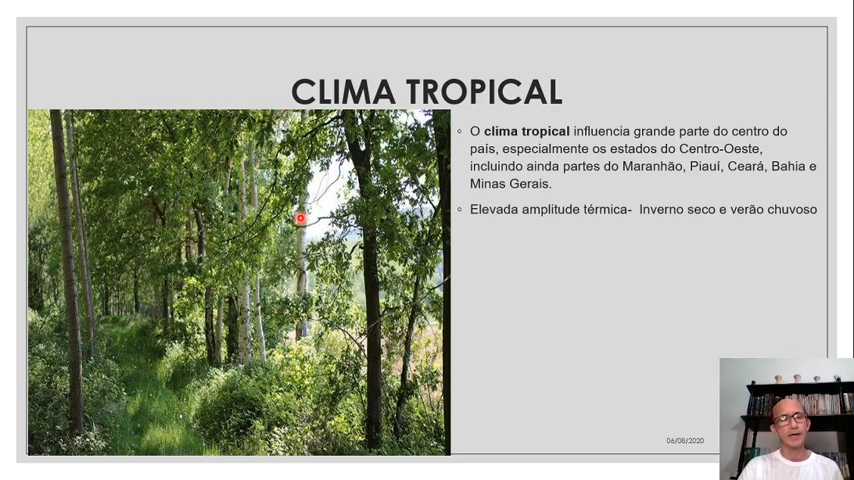 CLIMA TROPICAL
◦ O clima tropical influencia grande parte do centro do
país, especialmente os estados do Centro-Oeste,
incluindo ainda partes do Maranhão, Piauí, Ceará, Bahia e
Minas Gerais.
◦ Elevada amplitude térmica-  Inverno seco e verão chuvoso
06/08/2020